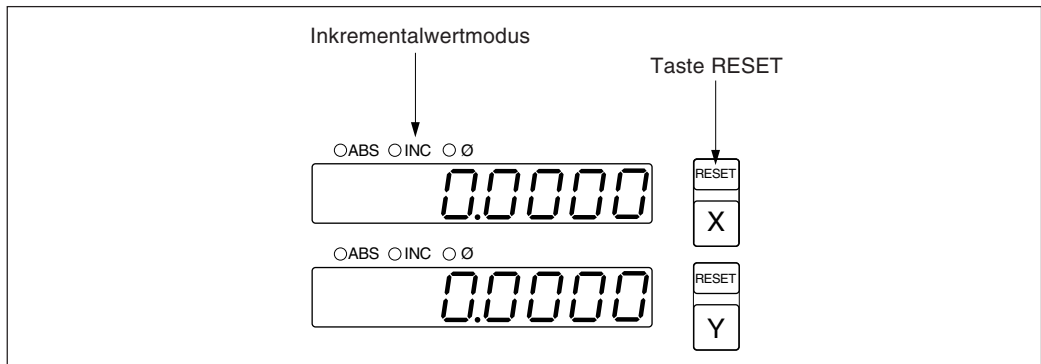 Inkrementalwertmodus
Taste RESET
○ABS ○INC ○ Ø
0.0000
RESET
X
○ABS ○INC ○ Ø
0.0000
RESET
Y